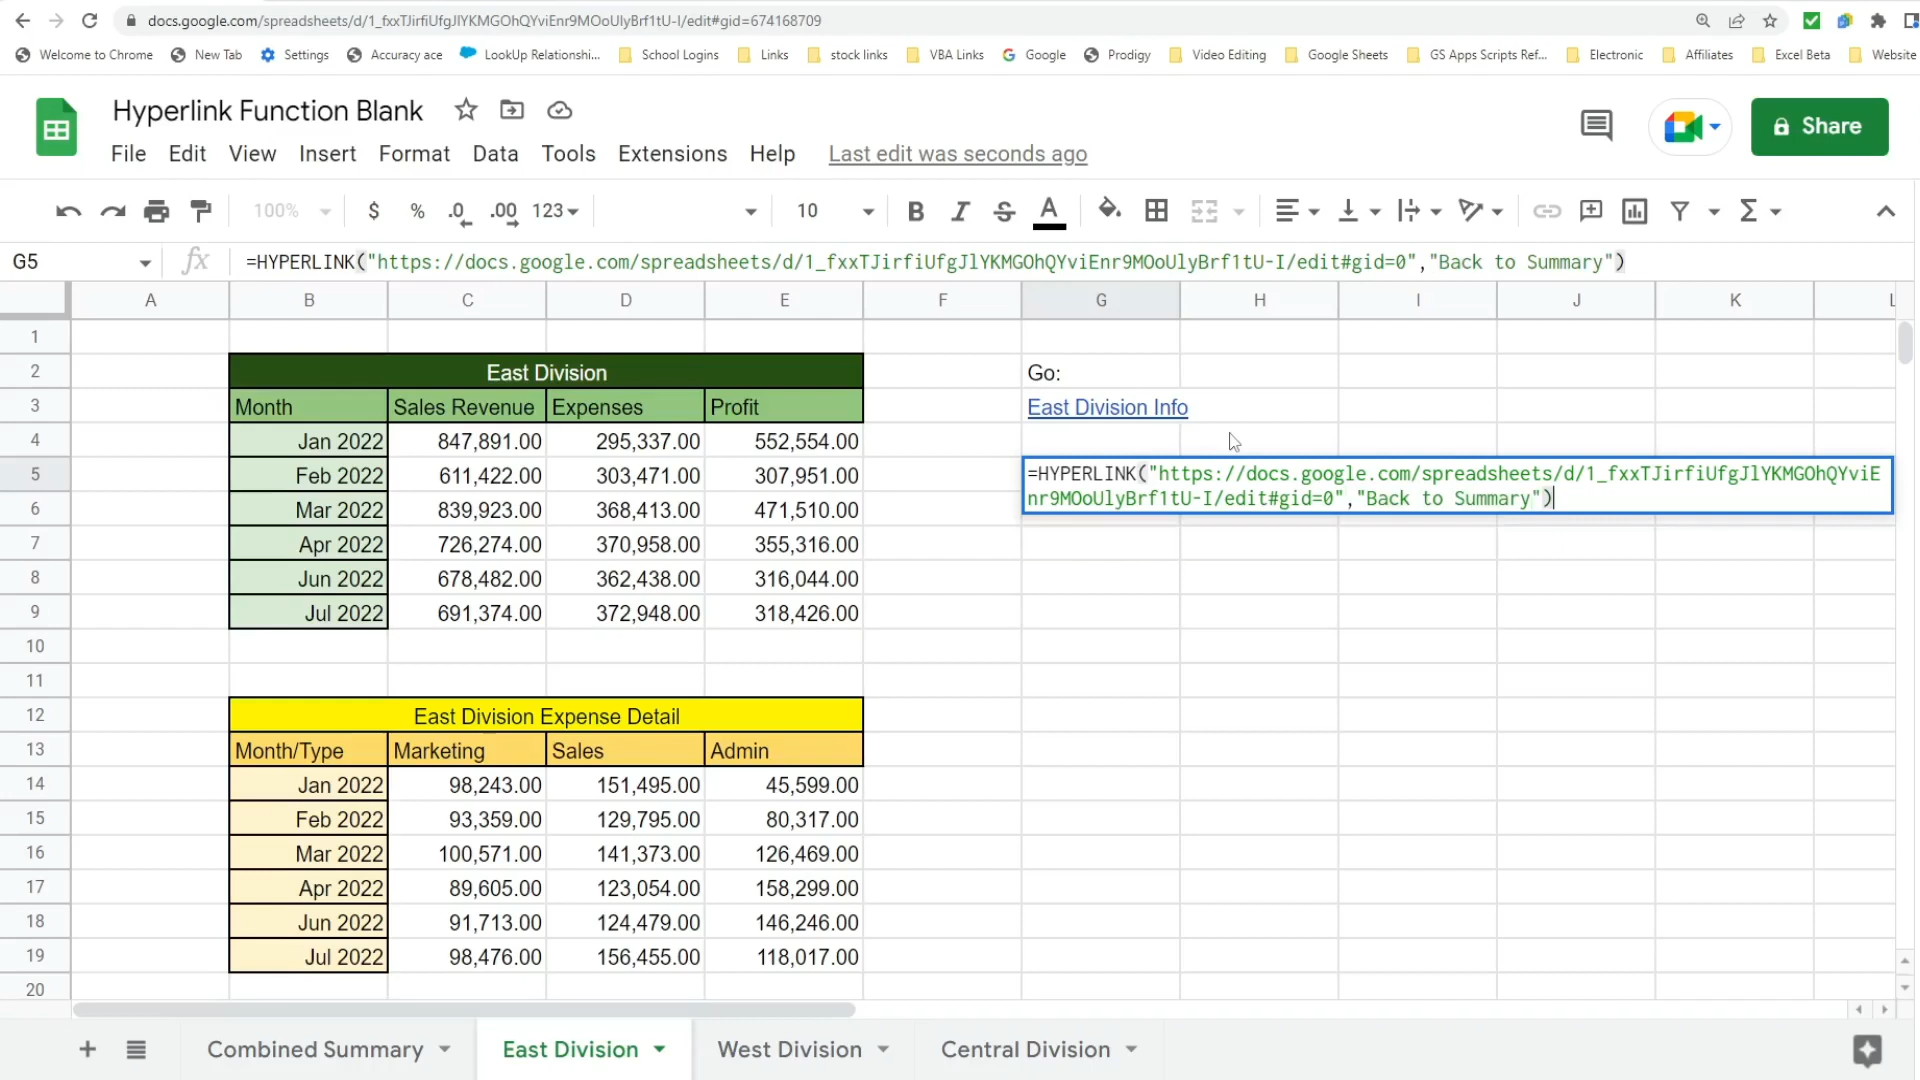 docs.google.com/spreadsheets/d/1_fxxTJirfiUfgJlYKMGOhQYviEnr9MOoUlyBrf1tU-I/edit#gid=674168709
Welcome to Chrome New Tab Settings Accuracy ace LookUp Relationshi... School Logins Links stock links VBA Links Google Prodigy Video Editing Google Sheets GS Apps Scripts Ref... Electronic Affiliates Excel Beta Website
Hyperlink Function Blank
Share
File Edit View Insert Format Data Tools Extensions Help Last edit was seconds ago
100% $ % .0 .00 123 10 B I S A
G5 fx =HYPERLINK("https://docs.google.com/spreadsheets/d/1_fxxTJirfiUfgJlYKMGOhQYviEnr9MOoUlyBrf1tU-I/edit#gid=0","Back to Summary")
A B C D E F G H I J K L
1
2 East Division Go:
3 Month Sales Revenue Expenses Profit East Division Info
4 Jan 2022 847,891.00 295,337.00 552,554.00
5 Feb 2022 611,422.00 303,471.00 307,951.00 =HYPERLINK("https://docs.google.com/spreadsheets/d/1_fxxTJirfiUfgJlYKMGOhQYviE
nr9MOoUlyBrf1tU-I/edit#gid=0","Back to Summary")
6 Mar 2022 839,923.00 368,413.00 471,510.00
7 Apr 2022 726,274.00 370,958.00 355,316.00
8 Jun 2022 678,482.00 362,438.00 316,044.00
9 Jul 2022 691,374.00 372,948.00 318,426.00
10
11
12 East Division Expense Detail
13 Month/Type Marketing Sales Admin
14 Jan 2022 98,243.00 151,495.00 45,599.00
15 Feb 2022 93,359.00 129,795.00 80,317.00
16 Mar 2022 100,571.00 141,373.00 126,469.00
17 Apr 2022 89,605.00 123,054.00 158,299.00
18 Jun 2022 91,713.00 124,479.00 146,246.00
19 Jul 2022 98,476.00 156,455.00 118,017.00
20
Combined Summary East Division West Division Central Division